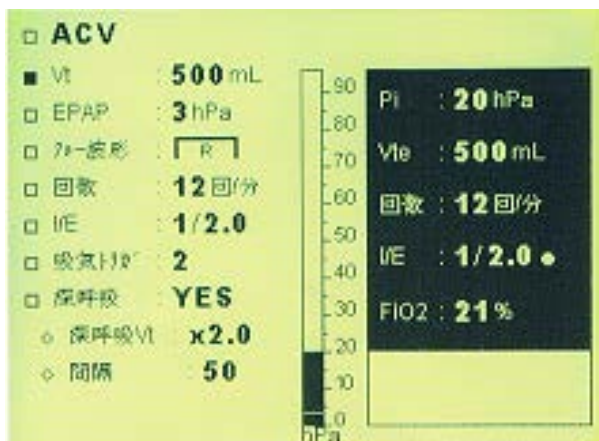 ACV
Vt : 500 mL
EPAP : 3 hPa
フロー波形 : R
回数 : 12 回/分
I/E : 1/2.0
吸気トリガ : 2
深呼吸 : YES
深呼吸Vt : x2.0
間隔 : 50
90
80
70
60
50
40
30
20
10
0
hPa
Pi : 20 hPa
Vte : 500 mL
回数 : 12 回/分
I/E : 1/2.0
FIO2 : 21 %